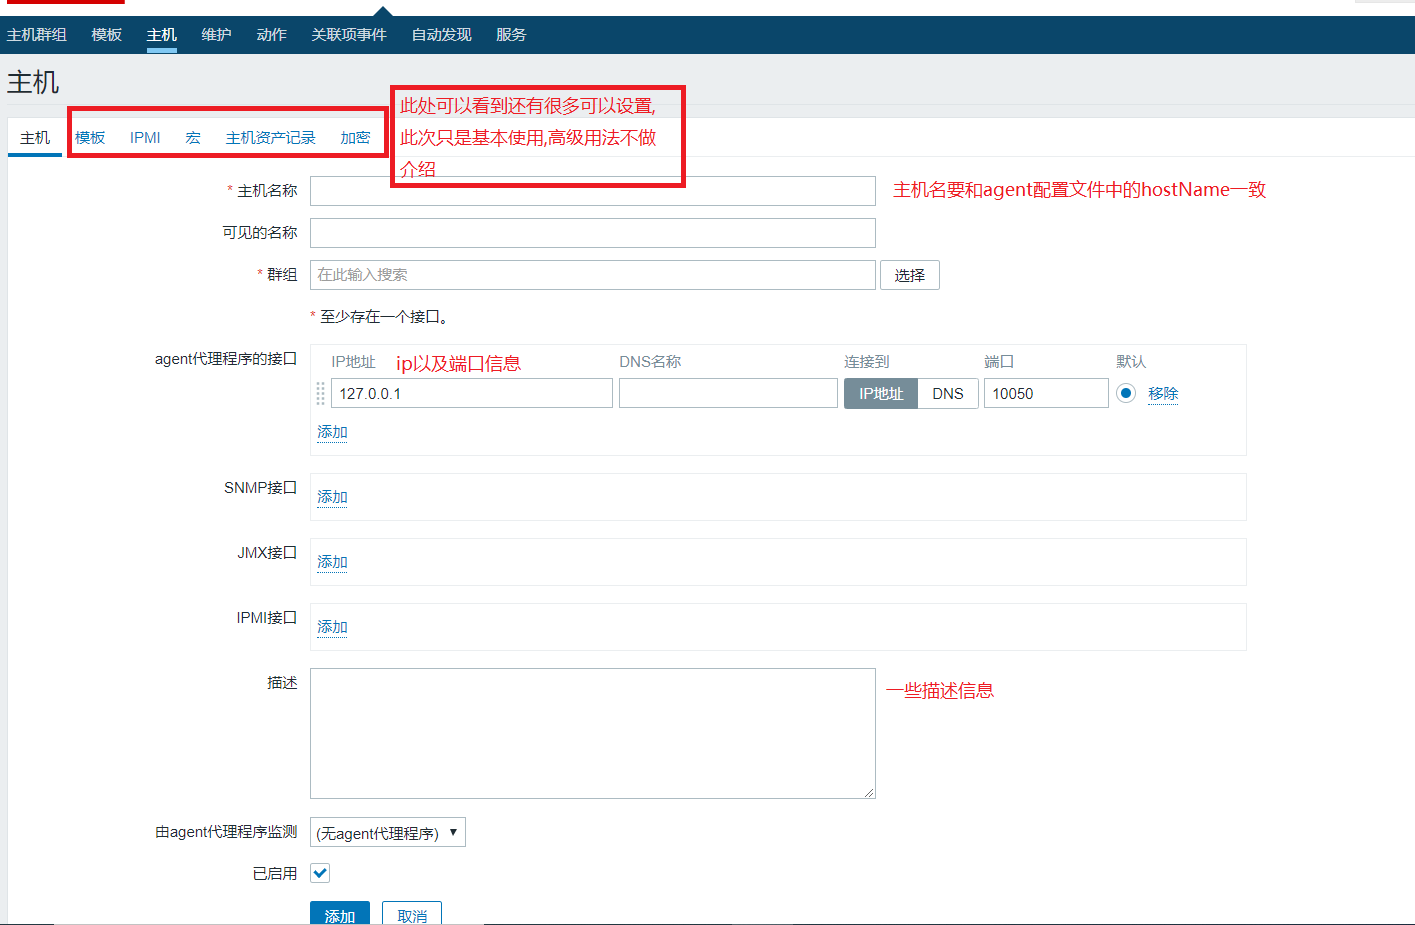 主机群组 模板 主机 维护 动作 关联项事件 自动发现 服务
主机
主机 模板 IPMI 宏 主机资产记录 加密
此处可以看到还有很多可以设置,
此次只是基本使用,高级用法不做
介绍
* 主机名称
主机名要和agent配置文件中的hostName一致
可见的名称
* 群组 在此输入搜索 选择
* 至少存在一个接口。
agent代理程序的接口 IP地址 ip以及端口信息 DNS名称 连接到 端口 默认
127.0.0.1 IP地址 DNS 10050 移除
添加
SNMP接口 添加
JMX接口 添加
IPMI接口 添加
描述 一些描述信息
由agent代理程序监测 (无agent代理程序)
已启用
添加 取消